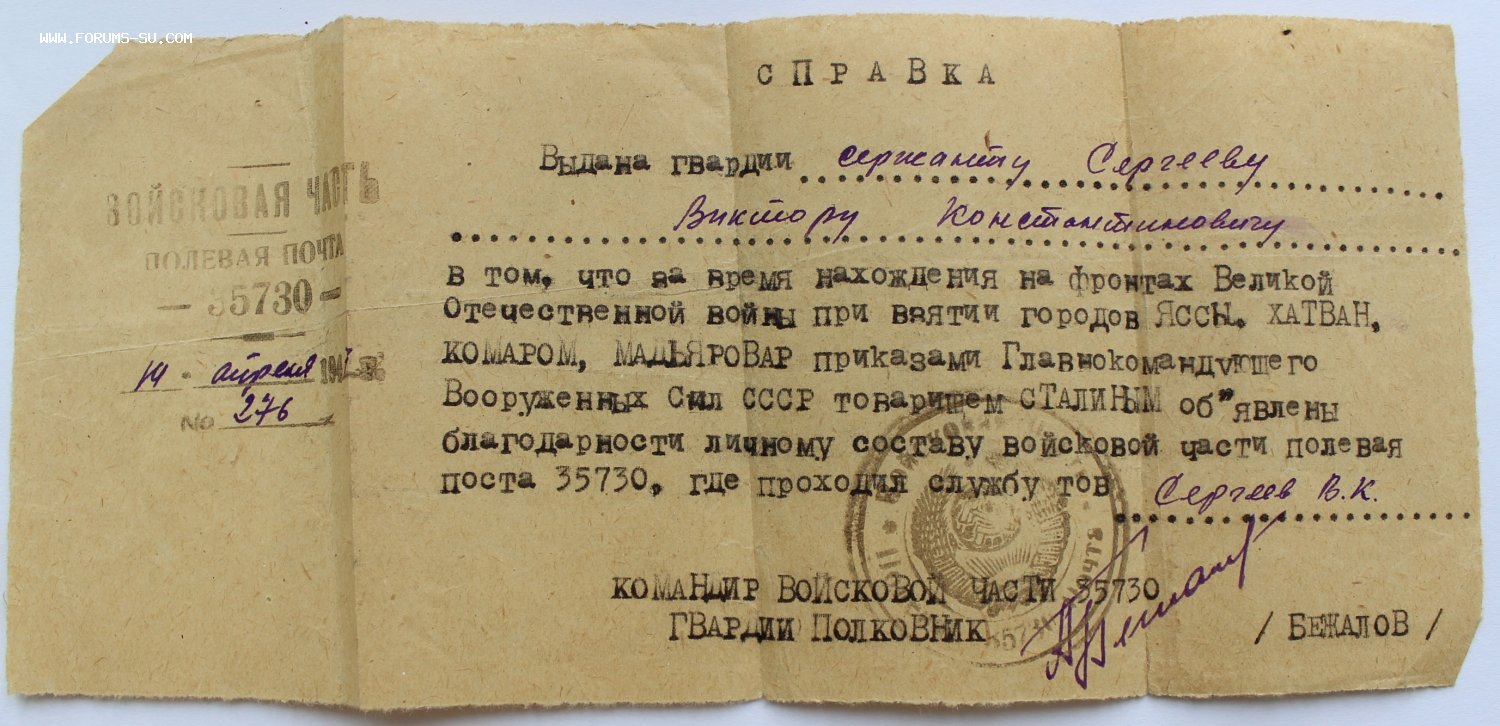 WWW.FORUMS-SU.COM
СПРАВКА
Выдана гвардии сержанту Сергееву
Виктору Константиновичу
в том, что за время нахождения на фронтах Великой
Отечественной войны при взятии городов ЯССЫ. ХАТВАН,
КОМАРОМ, МАДЬЯРОВАР приказами Главнокомандующего
Вооруженных Сил СССР товарищем СТАЛИНЫМ об"явлены
благодарности личному составу войсковой части полевая
поста 35730, где проходил службу тов Сергеев В.К.
КОМАНДИР ВОЙСКОВОЙ ЧАСТИ 35730
ГВАРДИИ ПОЛКОВНИК / БЕЖАЛОВ /
ВОЙСКОВАЯ ЧАСТЬ
ПОЛЕВАЯ ПОЧТА
— 35730 —
14 апреля
No 276